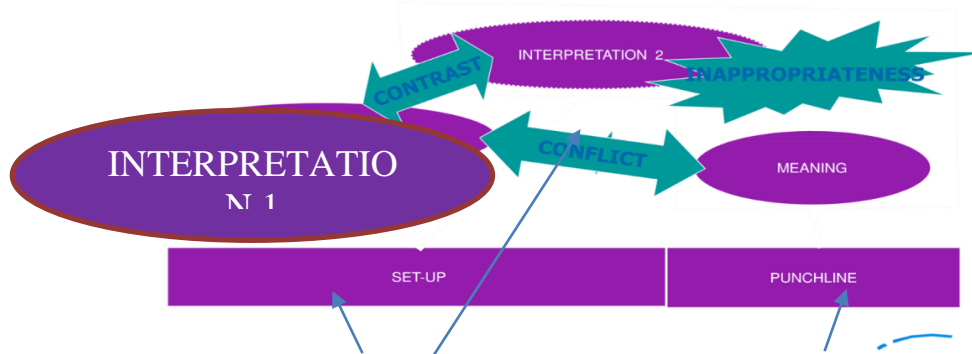 INTERPRETATION 2
CONTRAST
INAPPROPRIATENESS
INTERPRETATIO
N 1
CONFLICT
MEANING
SET-UP
PUNCHLINE